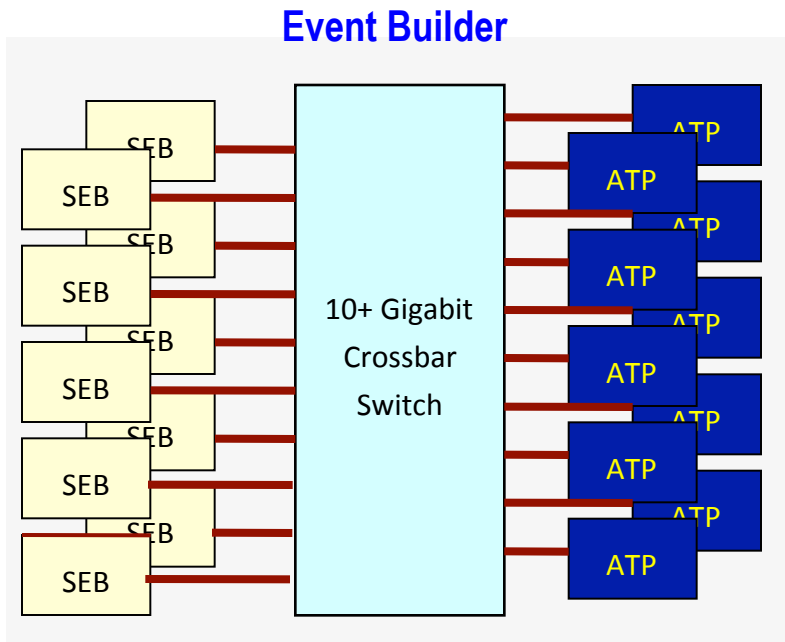 Event Builder
SEB
SEB
SEB
SEB
SEB
SEB
SEB
SEB
SEB
SEB
10+ Gigabit
Crossbar
Switch
ATP
ATP
ATP
ATP
ATP
ATP
ATP
ATP
ATP
ATP